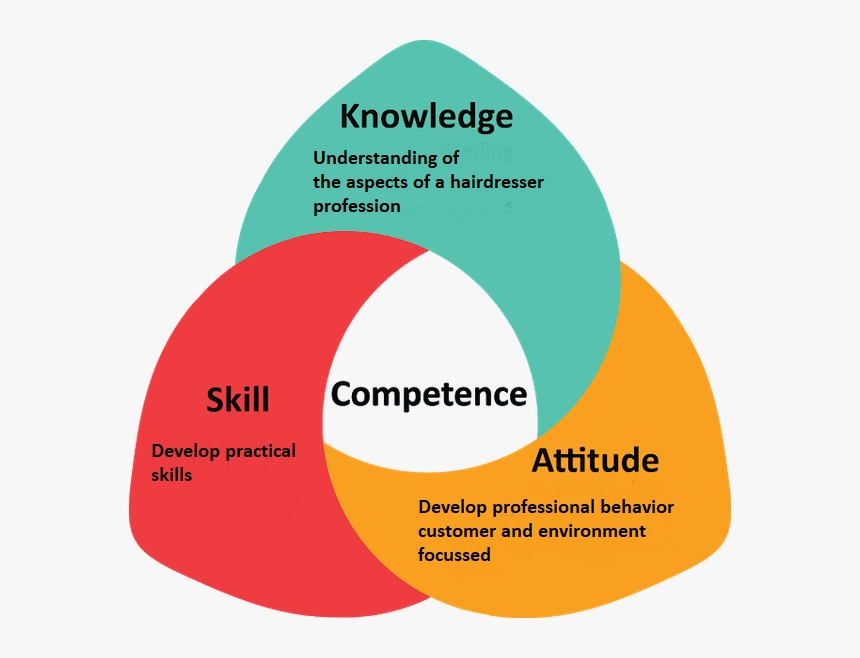 Knowledge
Understanding of
the aspects of a hairdresser
profession
Skill
Develop practical
skills
Competence
Attitude
Develop professional behavior
customer and environment
focussed